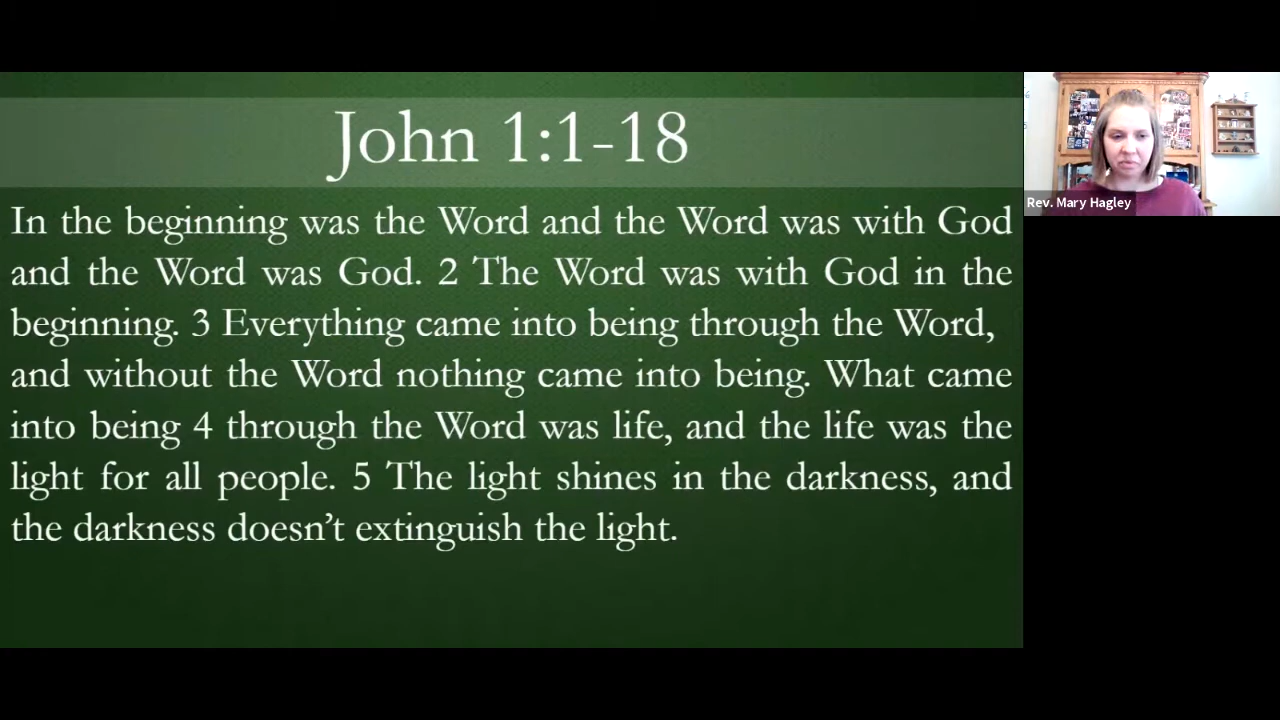 John 1:1-18
In the beginning was the Word and the Word was with God
and the Word was God. 2 The Word was with God in the
beginning. 3 Everything came into being through the Word,
and without the Word nothing came into being. What came
into being 4 through the Word was life, and the life was the
light for all people. 5 The light shines in the darkness, and
the darkness doesn’t extinguish the light.
Rev. Mary Hagley